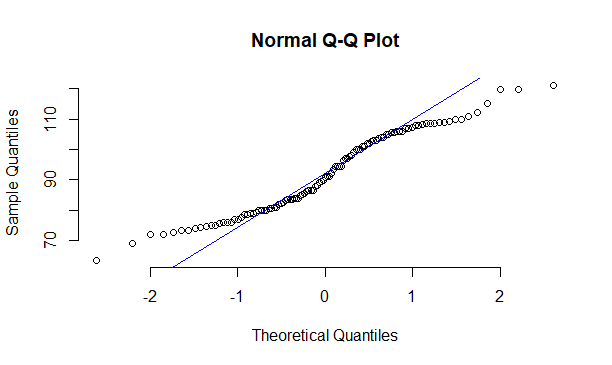 Normal Q-Q Plot
Sample Quantiles
110
90
70
-2 -1 0 1 2
Theoretical Quantiles